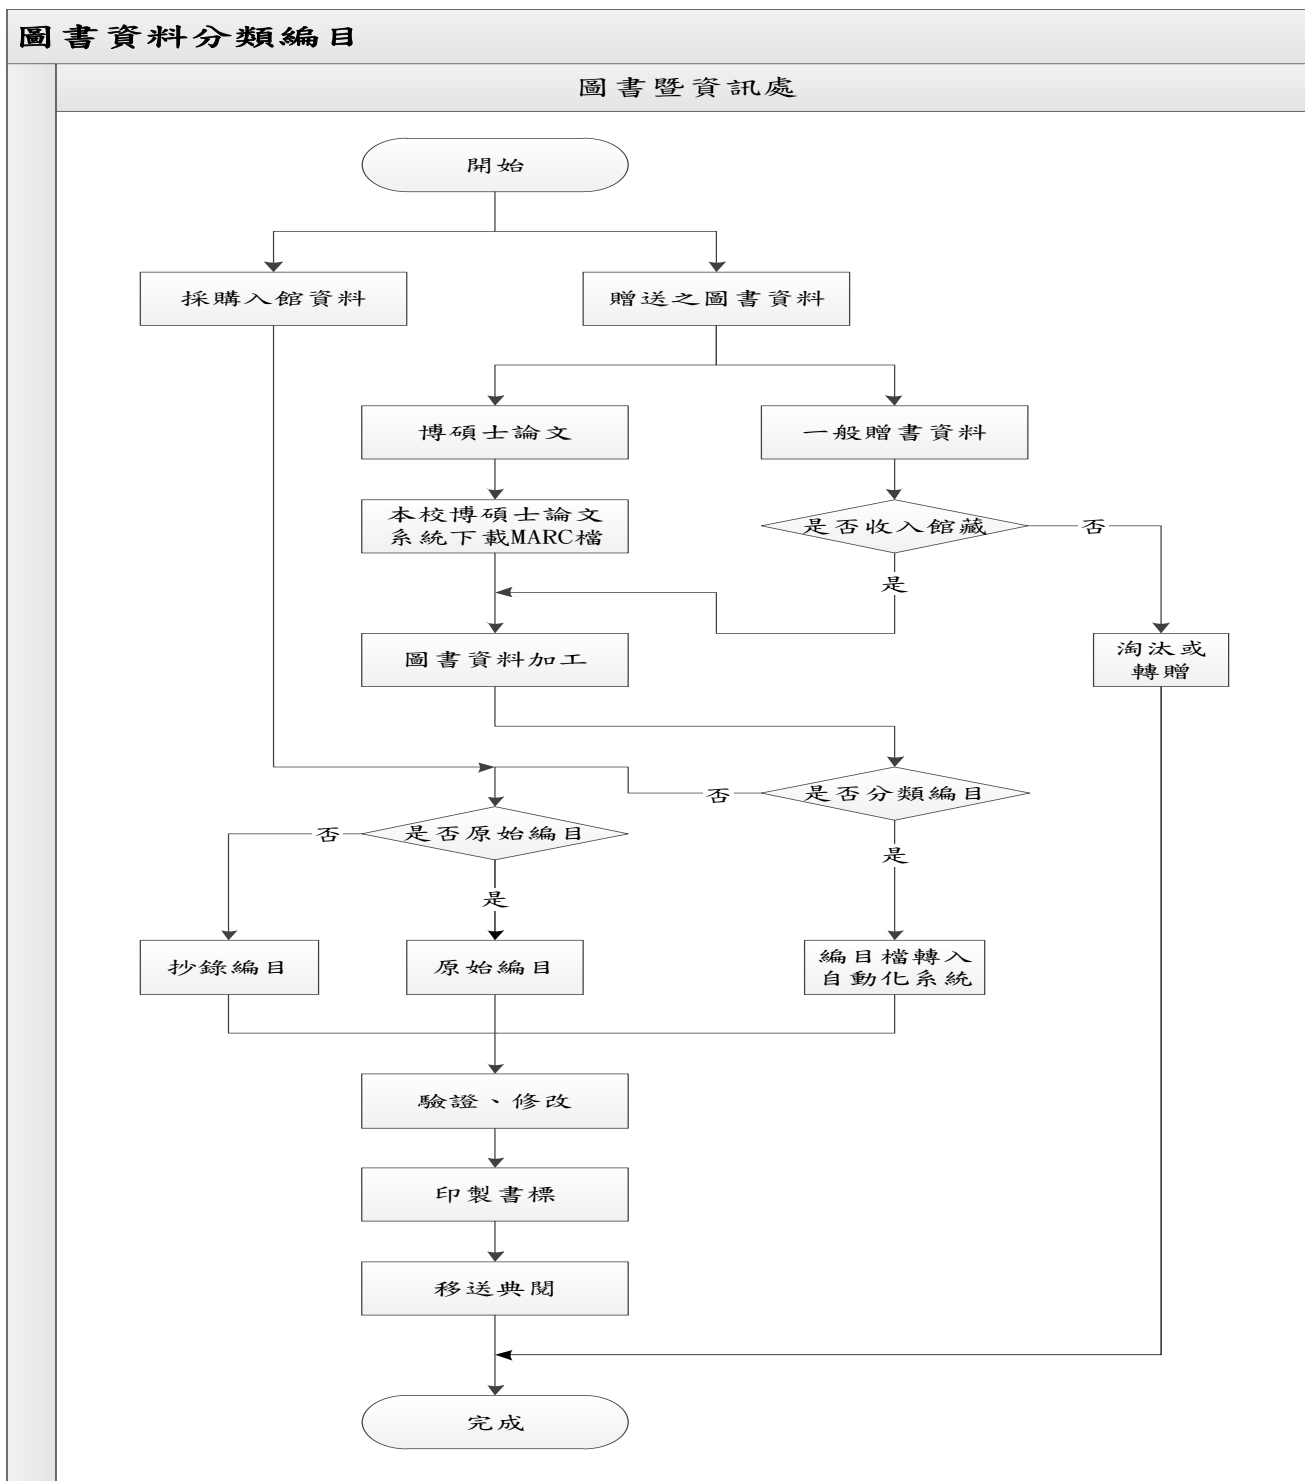 圖書資料分類編目
圖書暨資訊處
開始
採購入館資料
贈送之圖書資料
博碩士論文
一般贈書資料
本校博碩士論文
系統下載MARC檔
是否收入館藏
否
是
圖書資料加工
淘汰或
轉贈
是否分類編目
否
是否原始編目
否
是
是
抄錄編目
原始編目
編目檔轉入
自動化系統
驗證、修改
印製書標
移送典閱
完成